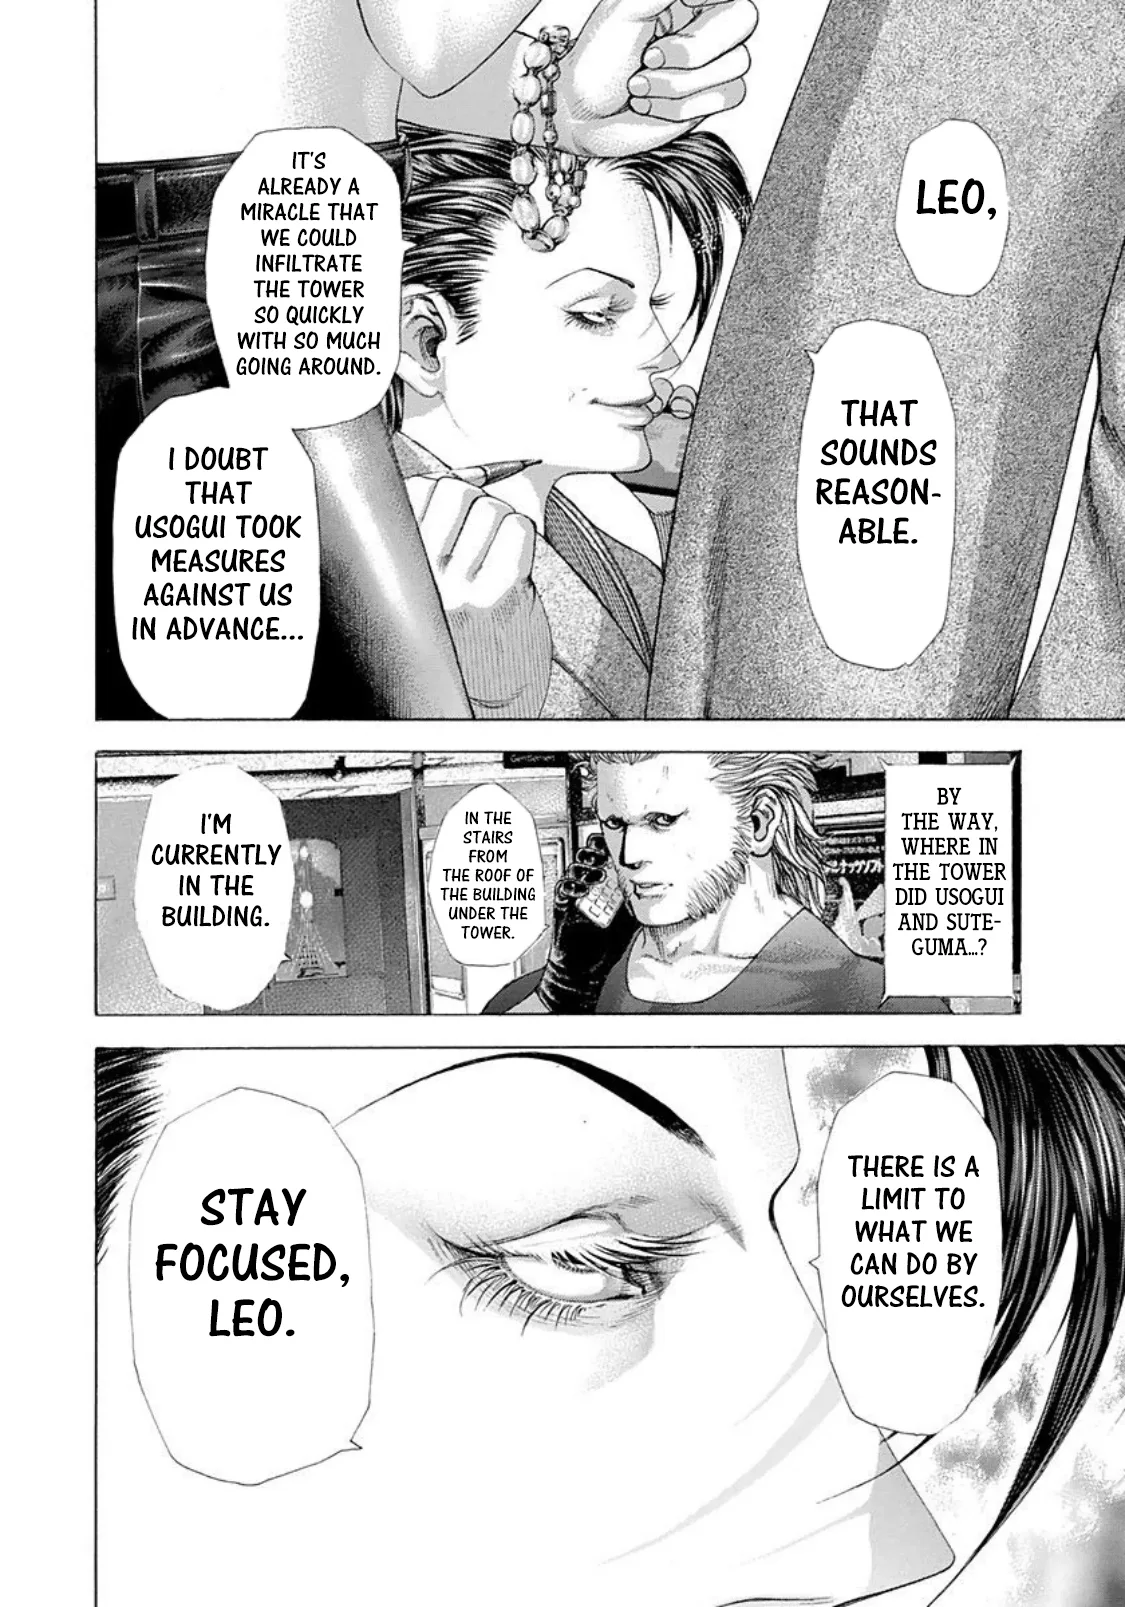 LEO,
THAT
SOUNDS
REASON-
ABLE.
IT'S
ALREADY A
MIRACLE THAT
WE COULD
INFILTRATE
THE TOWER
SO QUICKLY
WITH SO MUCH
GOING AROUND.
I DOUBT
THAT
USOGUI TOOK
MEASURES
AGAINST US
IN ADVANCE...
BY
THE WAY,
WHERE IN
THE TOWER
DID USOGUI
AND SUTE-
GUMA...?
Gentlemen
IN THE
STAIRS
FROM
THE ROOF OF
THE BUILDING
UNDER THE
TOWER.
I'M
CURRENTLY
IN THE
BUILDING.
THERE IS A
LIMIT TO
WHAT WE
CAN DO BY
OURSELVES.
STAY
FOCUSED,
LEO.